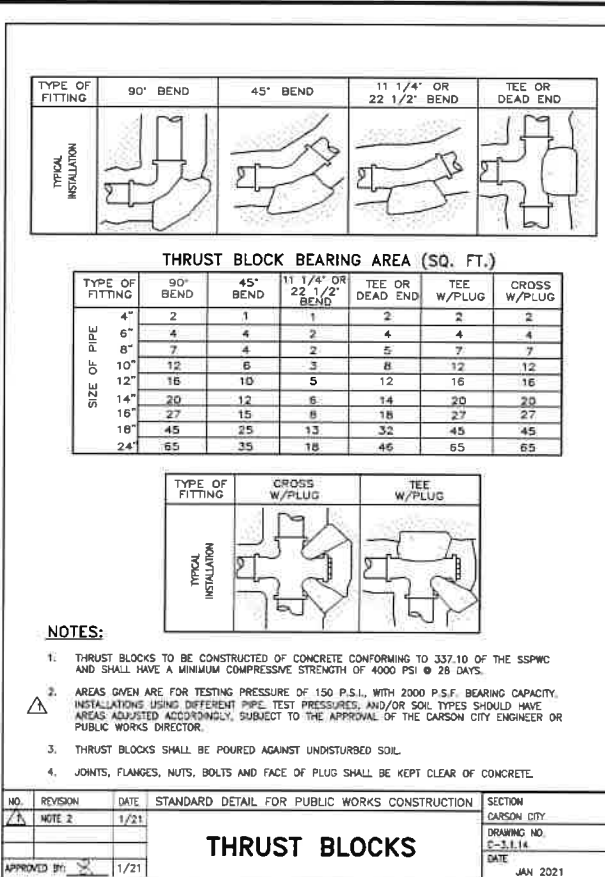 TYPE OF FITTING 90° BEND 45° BEND 11 1/4° OR 22 1/2° BEND TEE OR DEAD END
TYPICAL INSTALLATION
THRUST BLOCK BEARING AREA (SQ. FT.)
TYPE OF FITTING 90° BEND 45° BEND 11 1/4° OR 22 1/2° BEND TEE OR DEAD END TEE W/PLUG CROSS W/PLUG
SIZE OF PIPE
4" 2 1 1 2 2 2
6" 4 4 2 4 4 4
8" 7 4 2 5 7 7
10" 12 6 3 8 12 12
12" 16 10 5 12 16 16
14" 20 12 6 14 20 20
16" 27 15 8 18 27 27
18" 45 25 13 32 45 45
24" 65 35 18 46 65 65
TYPE OF FITTING CROSS W/PLUG TEE W/PLUG
TYPICAL INSTALLATION
NOTES:
1. THRUST BLOCKS TO BE CONSTRUCTED OF CONCRETE CONFORMING TO 337.10 OF THE SSPWC
AND SHALL HAVE A MINIMUM COMPRESSIVE STRENGTH OF 4000 PSI @ 28 DAYS.
2. AREAS GIVEN ARE FOR TESTING PRESSURE OF 150 P.S.I., WITH 2000 P.S.F. BEARING CAPACITY.
INSTALLATIONS USING DIFFERENT PIPE, TEST PRESSURES, AND/OR SOIL TYPES SHOULD HAVE
AREAS ADJUSTED ACCORDINGLY, SUBJECT TO THE APPROVAL OF THE CARSON CITY ENGINEER OR
PUBLIC WORKS DIRECTOR.
3. THRUST BLOCKS SHALL BE POURED AGAINST UNDISTURBED SOIL.
4. JOINTS, FLANGES, NUTS, BOLTS AND FACE OF PLUG SHALL BE KEPT CLEAR OF CONCRETE.
NO. REVISION DATE
1 NOTE 2 1/21
APPROVED BY: 1/21
STANDARD DETAIL FOR PUBLIC WORKS CONSTRUCTION
THRUST BLOCKS
SECTION
CARSON CITY
DRAWING NO.
C-3.1.14
DATE
JAN 2021